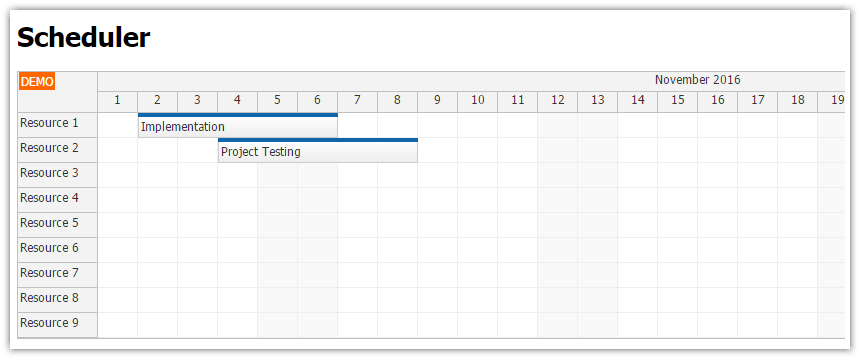 Scheduler
DEMO
November 2016
1 2 3 4 5 6 7 8 9 10 11 12 13 14 15 16 17 18 19
Resource 1
Implementation
Resource 2
Project Testing
Resource 3
Resource 4
Resource 5
Resource 6
Resource 7
Resource 8
Resource 9